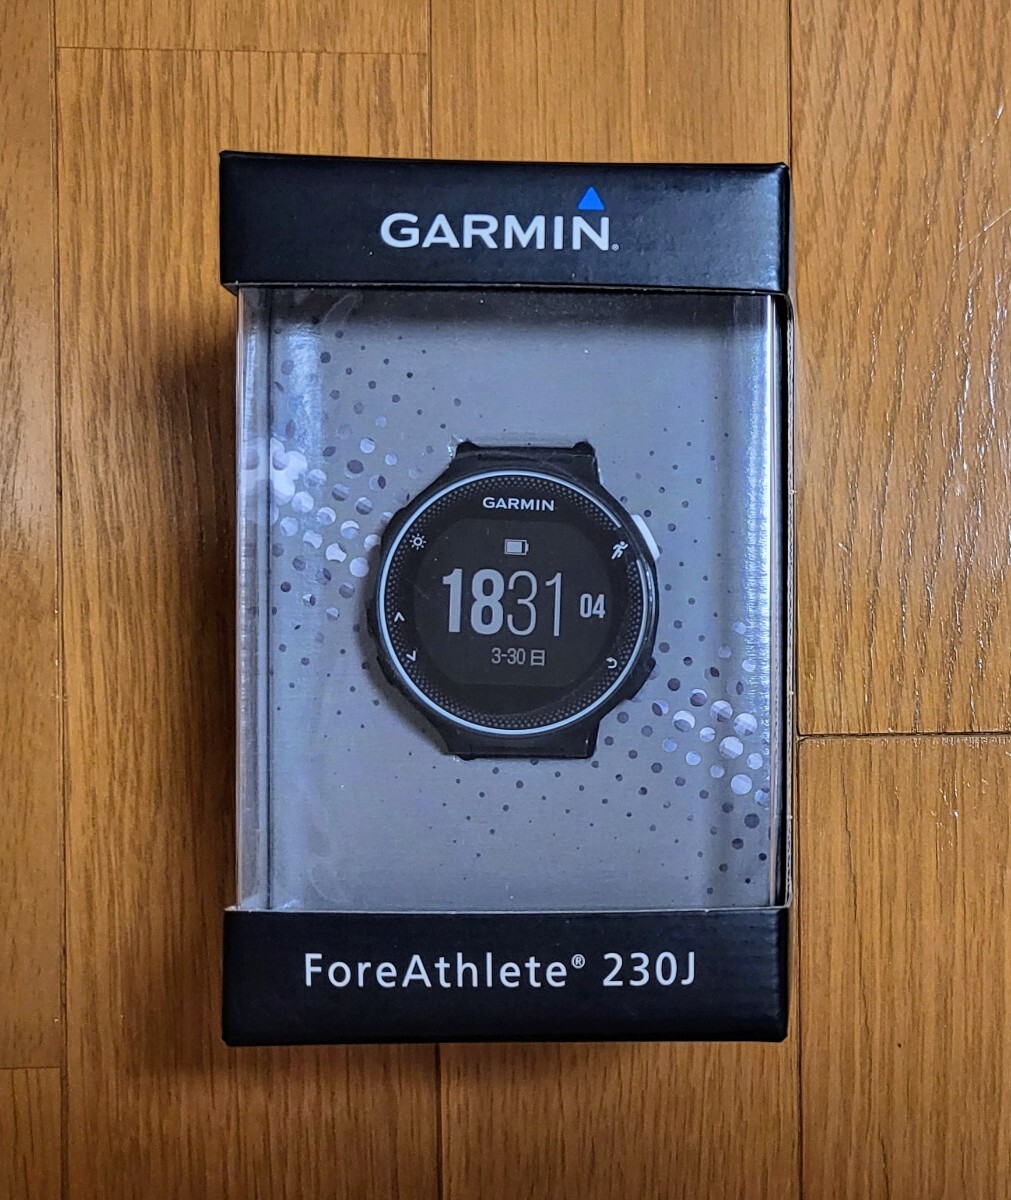 GARMIN®
GARMIN
1831 04
3-30 日
ForeAthlete® 230J